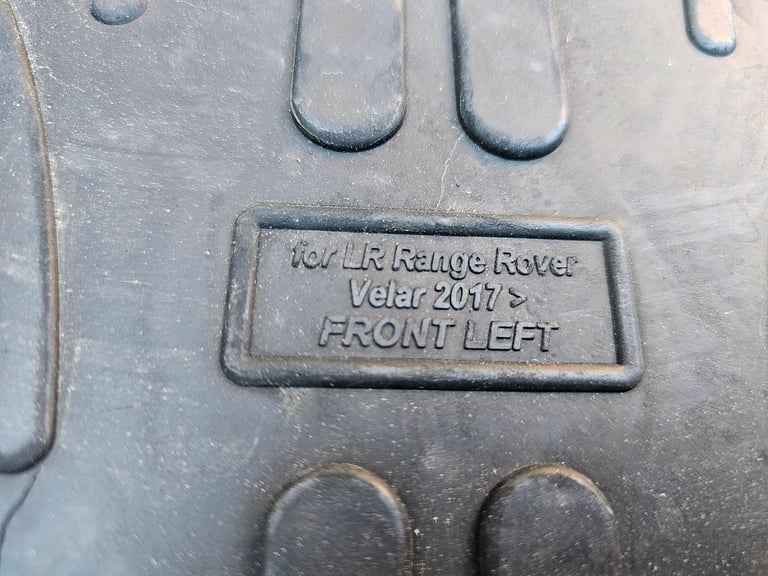 for LR Range Rover
Velar 2017 >
FRONT LEFT